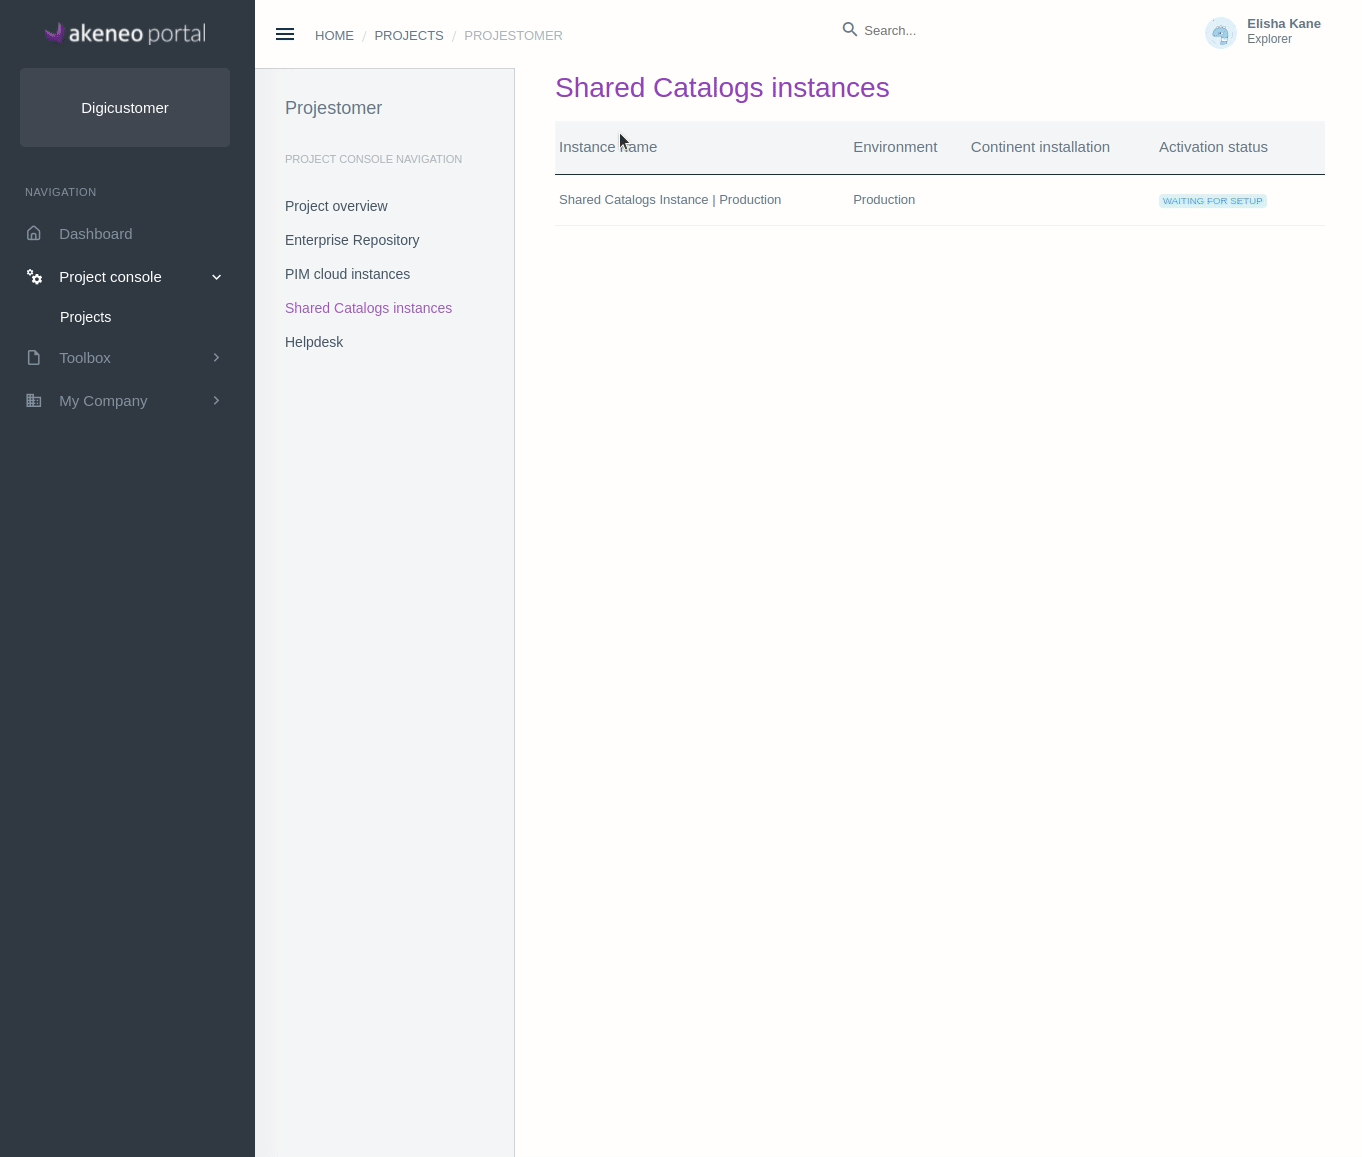 akeneo portal
Digicustomer
NAVIGATION
Dashboard
Project console
Projects
Toolbox
My Company
HOME / PROJECTS / PROJESTOMER
Search...
Elisha Kane
Explorer
Projestomer
PROJECT CONSOLE NAVIGATION
Project overview
Enterprise Repository
PIM cloud instances
Shared Catalogs instances
Helpdesk
Shared Catalogs instances
Instance name Environment Continent installation Activation status
Shared Catalogs Instance | Production Production WAITING FOR SETUP